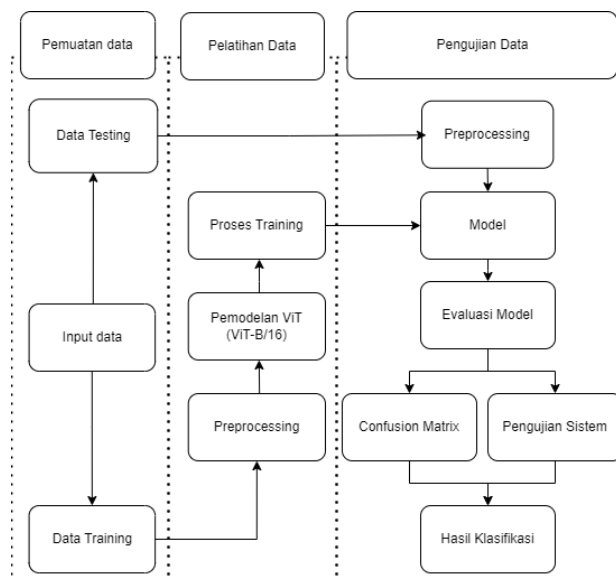 Pemuatan data
Pelatihan Data
Pengujian Data
Data Testing
Preprocessing
Proses Training
Model
Input data
Pemodelan ViT
(ViT-B/16)
Evaluasi Model
Preprocessing
Confusion Matrix
Pengujian Sistem
Data Training
Hasil Klasifikasi